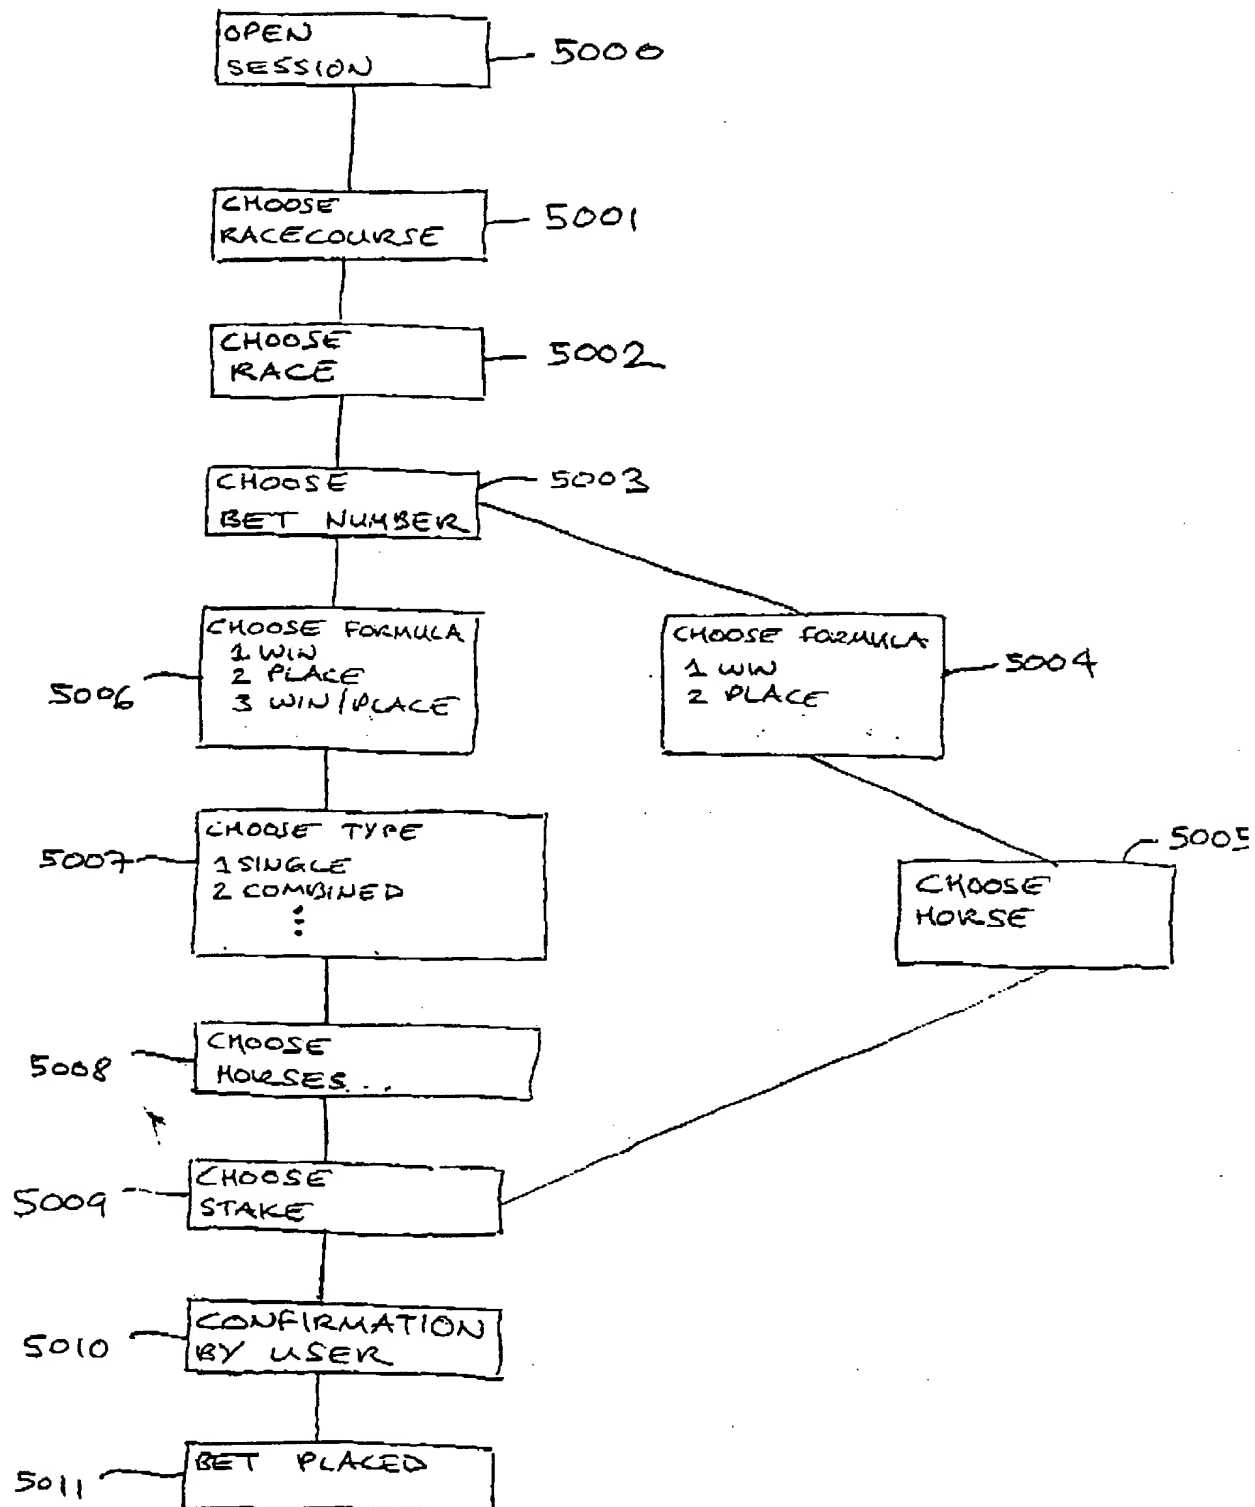 OPEN
SESSION
5000
CHOOSE
RACECOURSE
5001
CHOOSE
RACE
5002
CHOOSE
BET NUMBER
5003
CHOOSE FORMULA
1 WIN
2 PLACE
3 WIN/PLACE
5006
CHOOSE FORMULA
1 WIN
2 PLACE
5004
CHOOSE TYPE
1 SINGLE
2 COMBINED
⋮
5007
CHOOSE
HORSE
5005
CHOOSE
HORSES...
5008
CHOOSE
STAKE
5009
CONFIRMATION
BY USER
5010
BET PLACED
5011